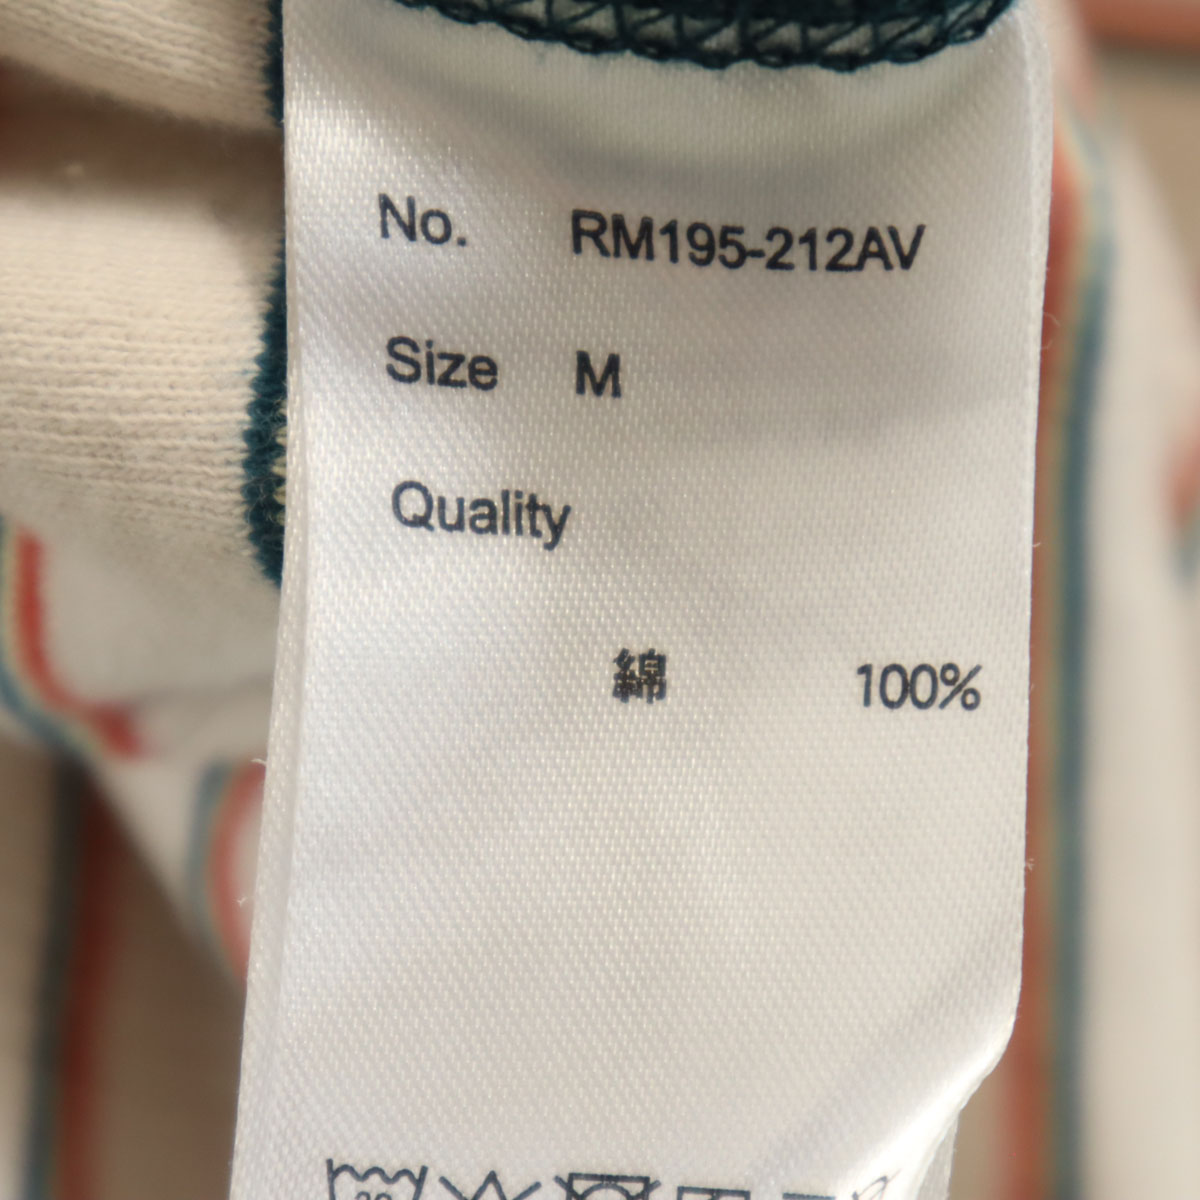 No. RM195-212AV
Size M
Quality
綿 100%